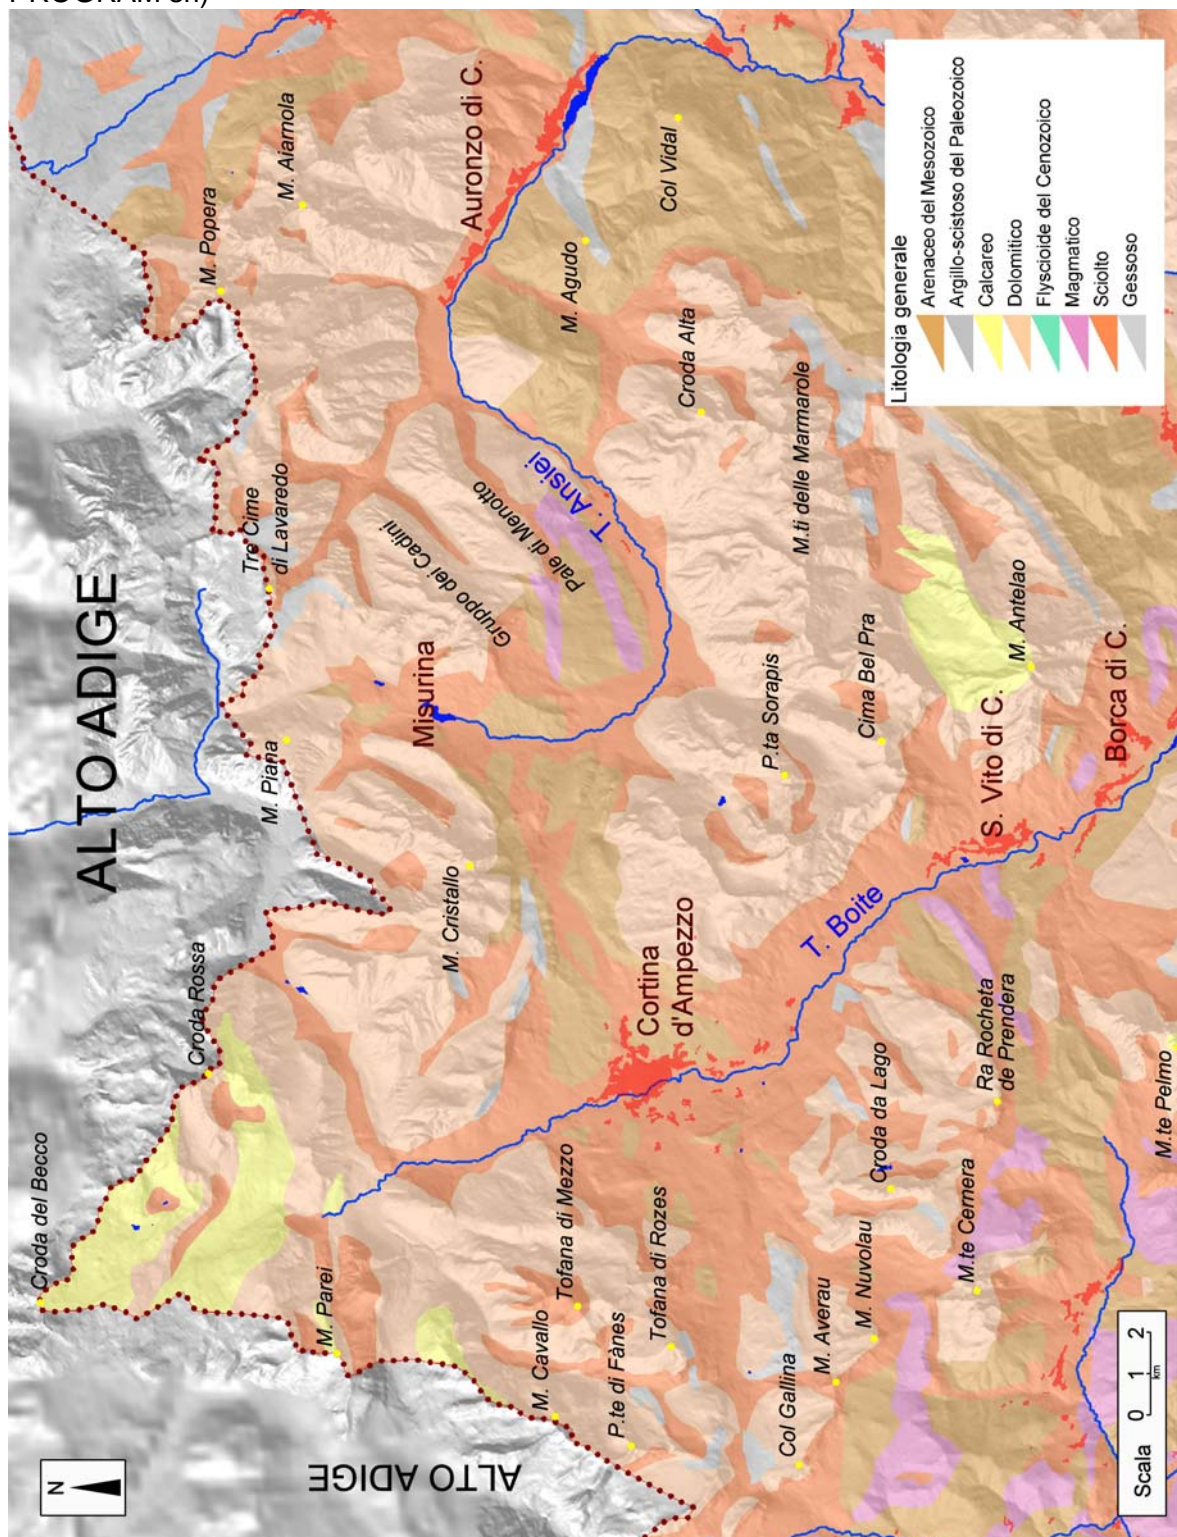 ALTO ADIGE
ALTO ADIGE
N
Croda del Becco
Croda Rossa
M. Parei
M. Cavallo
P.te di Fànes
Tofana di Mezzo
Tofana di Rozes
Col Gallina
M. Averau
M. Nuvolau
M.te Cernera
Croda da Lago
Ra Rocheta
de Prendera
M.te Pelmo
Cortina
d'Ampezzo
T. Boite
M. Cristallo
M. Piana
Misurina
Tre Cime
di Lavaredo
Gruppo dei Cadini
Pale di Menotto
T. Ansiei
P.ta Sorapis
Cima Bel Pra
S. Vito di C.
Borca di C.
M. Antelao
M.ti delle Marmarole
Croda Alta
M. Agudo
Col Vidal
Auronzo di C.
M. Popera
M. Aiarnola
Litologia generale
Arenaceo del Mesozoico
Argillo-scistoso del Paleozoico
Calcareo
Dolomitico
Flyscioide del Cenozoico
Magmatico
Sciolto
Gessoso
Scala 0 1 2
km